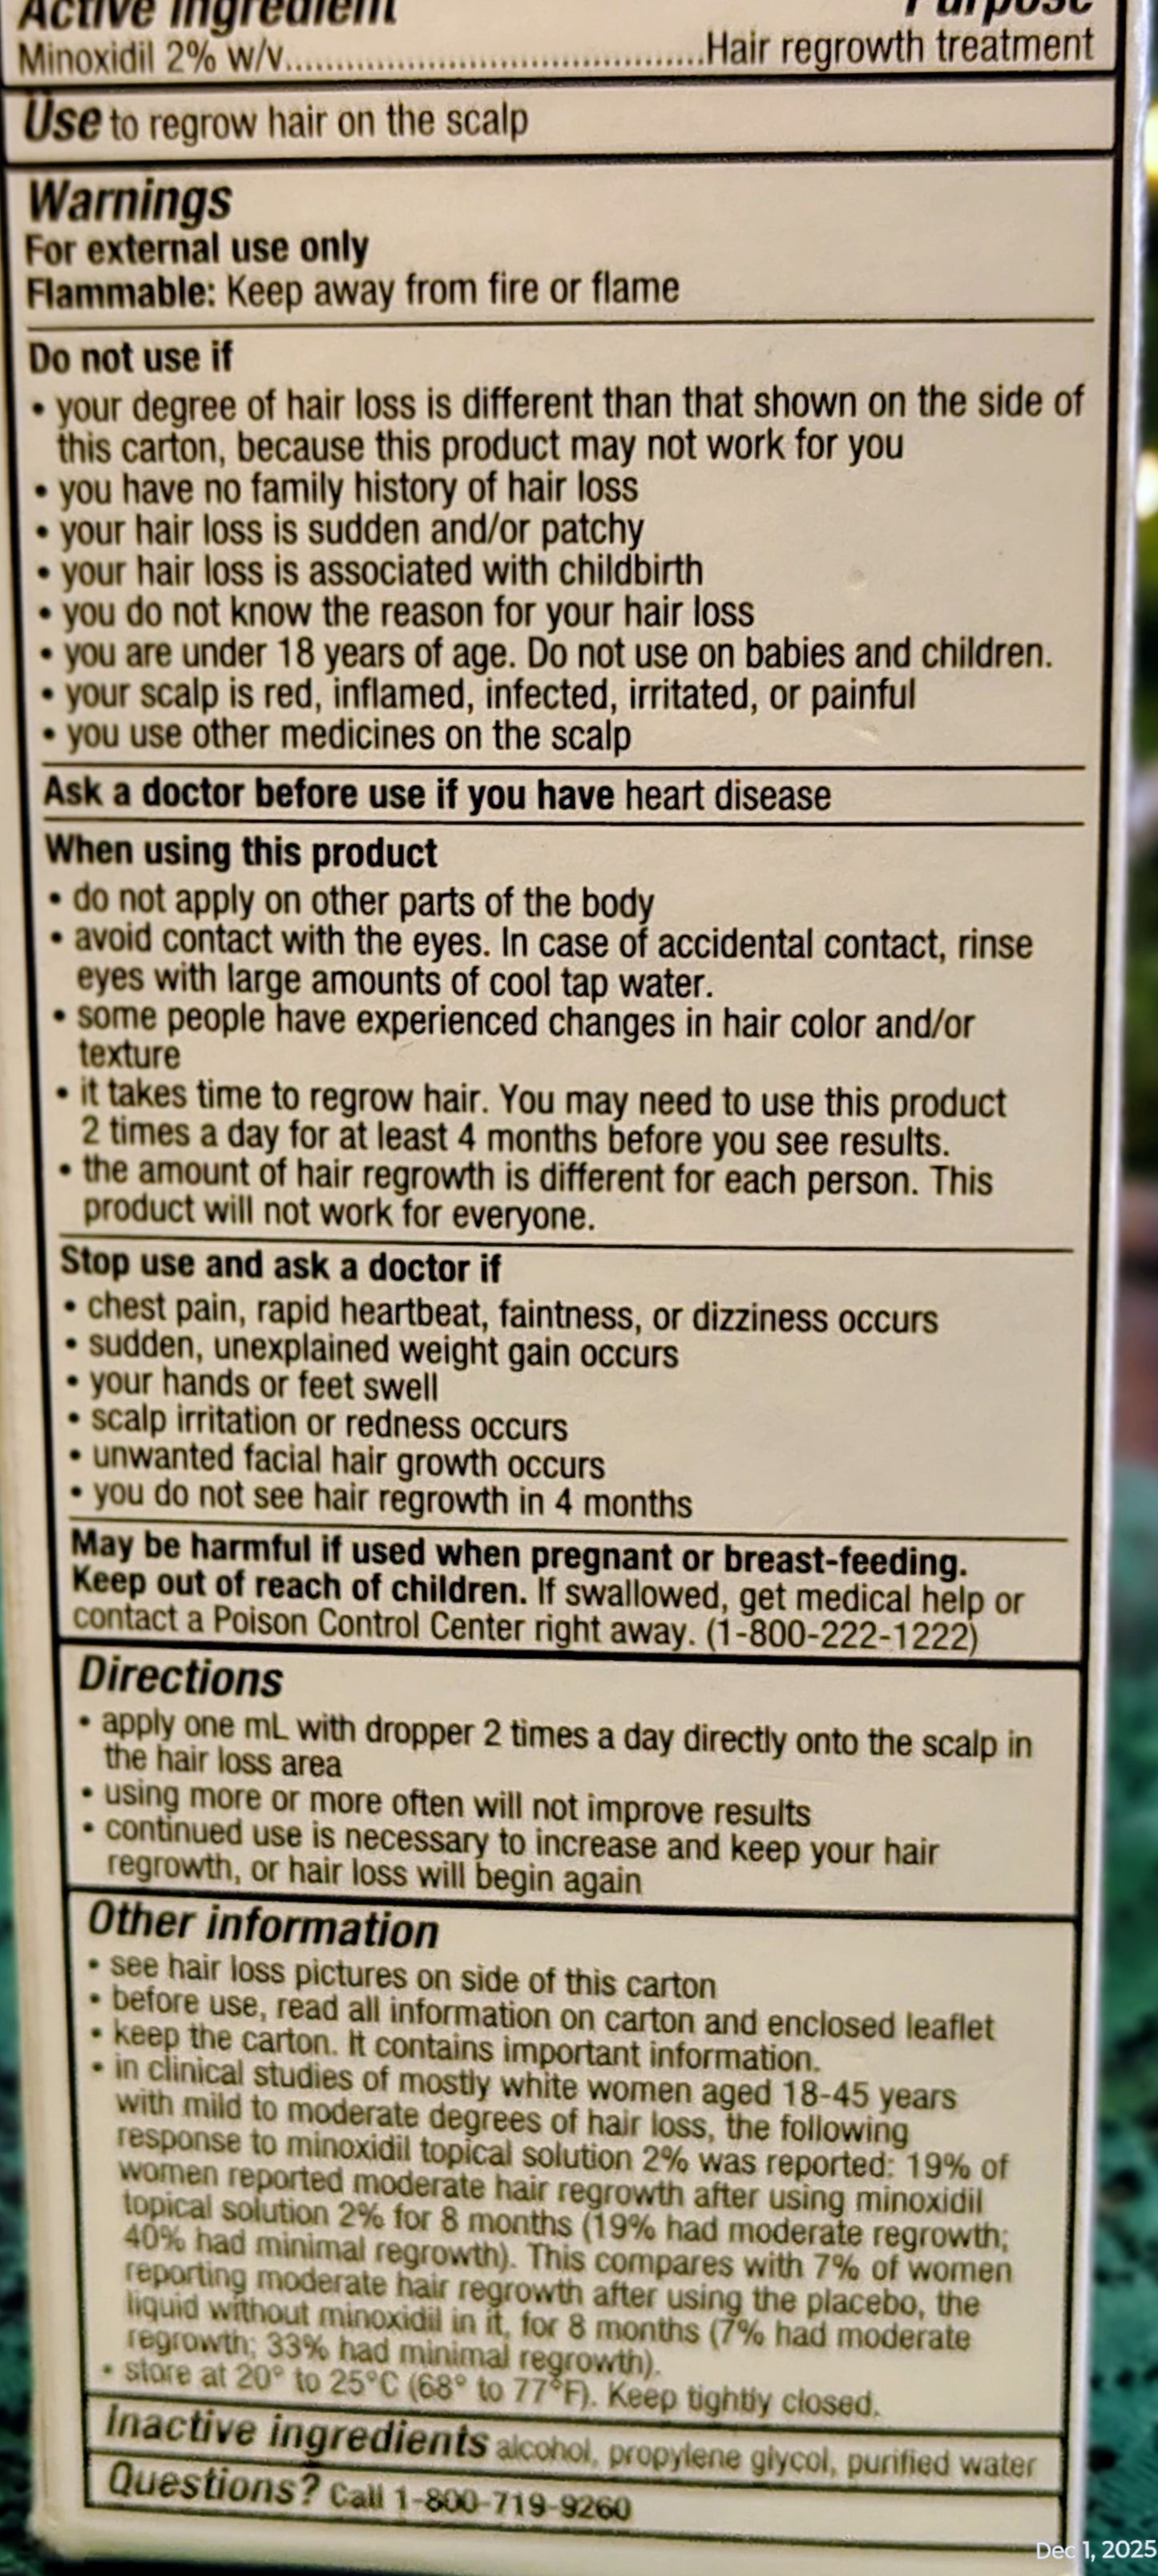 Active ingredient Purpose
Minoxidil 2% w/v........................................Hair regrowth treatment
Use to regrow hair on the scalp
Warnings
For external use only
Flammable: Keep away from fire or flame
Do not use if
• your degree of hair loss is different than that shown on the side of
this carton, because this product may not work for you
• you have no family history of hair loss
• your hair loss is sudden and/or patchy
• your hair loss is associated with childbirth
• you do not know the reason for your hair loss
• you are under 18 years of age. Do not use on babies and children.
• your scalp is red, inflamed, infected, irritated, or painful
• you use other medicines on the scalp
Ask a doctor before use if you have heart disease
When using this product
• do not apply on other parts of the body
• avoid contact with the eyes. In case of accidental contact, rinse
eyes with large amounts of cool tap water.
• some people have experienced changes in hair color and/or
texture
• it takes time to regrow hair. You may need to use this product
2 times a day for at least 4 months before you see results.
• the amount of hair regrowth is different for each person. This
product will not work for everyone.
Stop use and ask a doctor if
• chest pain, rapid heartbeat, faintness, or dizziness occurs
• sudden, unexplained weight gain occurs
• your hands or feet swell
• scalp irritation or redness occurs
• unwanted facial hair growth occurs
• you do not see hair regrowth in 4 months
May be harmful if used when pregnant or breast-feeding.
Keep out of reach of children. If swallowed, get medical help or
contact a Poison Control Center right away. (1-800-222-1222)
Directions
• apply one mL with dropper 2 times a day directly onto the scalp in
the hair loss area
• using more or more often will not improve results
• continued use is necessary to increase and keep your hair
regrowth, or hair loss will begin again
Other information
• see hair loss pictures on side of this carton
• before use, read all information on carton and enclosed leaflet
• keep the carton. It contains important information.
• in clinical studies of mostly white women aged 18-45 years
with mild to moderate degrees of hair loss, the following
response to minoxidil topical solution 2% was reported: 19% of
women reported moderate hair regrowth after using minoxidil
topical solution 2% for 8 months (19% had moderate regrowth;
40% had minimal regrowth). This compares with 7% of women
reporting moderate hair regrowth after using the placebo, the
liquid without minoxidil in it, for 8 months (7% had moderate
regrowth; 33% had minimal regrowth).
• store at 20° to 25°C (68° to 77°F). Keep tightly closed.
Inactive ingredients alcohol, propylene glycol, purified water
Questions? Call 1-800-719-9260
Dec 1, 2025